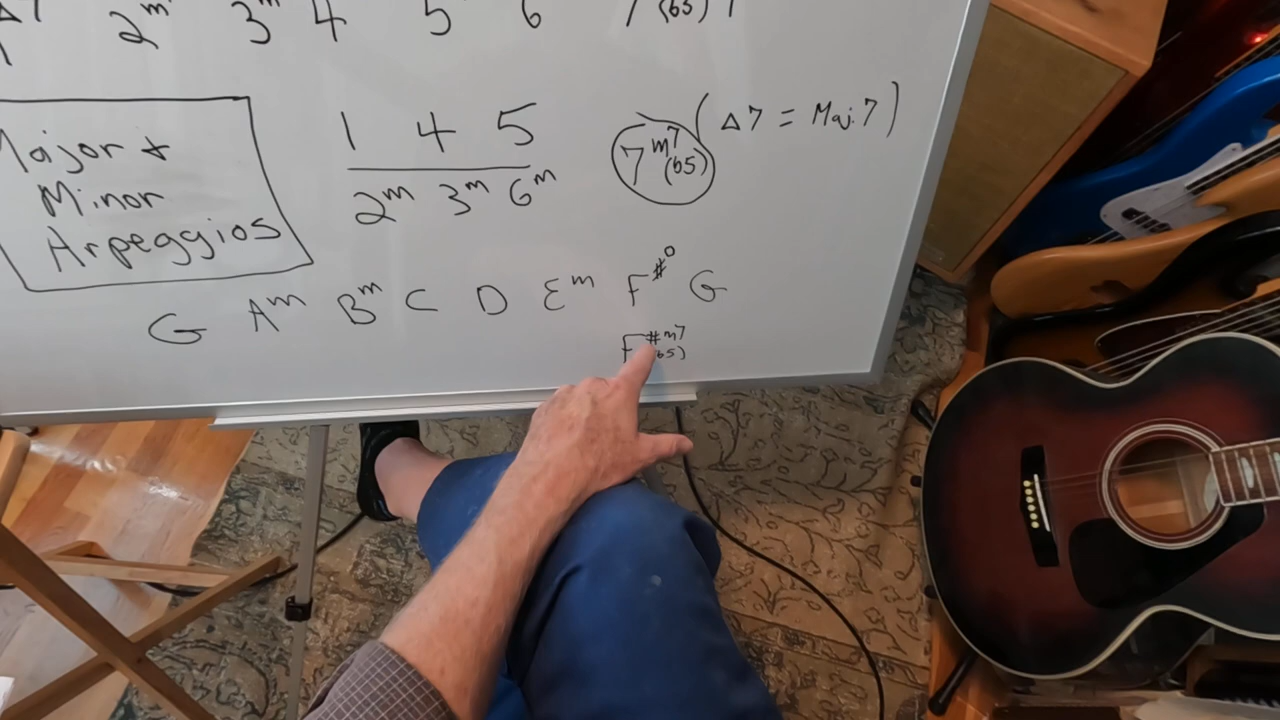 2m 3m 4 5 6 7 (b5) 1
Major &
Minor
Arpeggios
1 4 5
2m 3m 6m
7m7(b5)
(Δ7 = Maj.7)
G Am Bm C D Em F#° G
F#m7